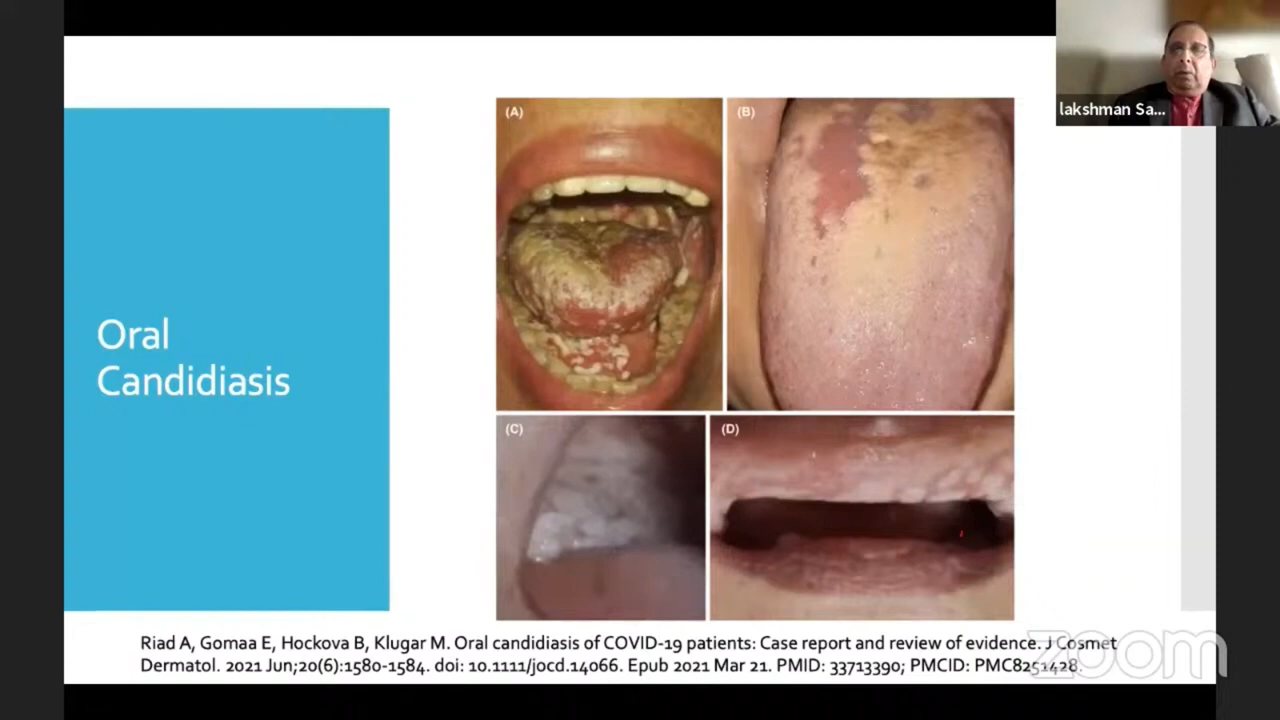 lakshman Sa...
(A)
(B)
Oral
Candidiasis
(C)
(D)
Riad A, Gomaa E, Hockova B, Klugar M. Oral candidiasis of COVID-19 patients: Case report and review of evidence. J Cosmet
Dermatol. 2021 Jun;20(6):1580-1584. doi: 10.1111/jocd.14066. Epub 2021 Mar 21. PMID: 33713390; PMCID: PMC8251428.
zoom